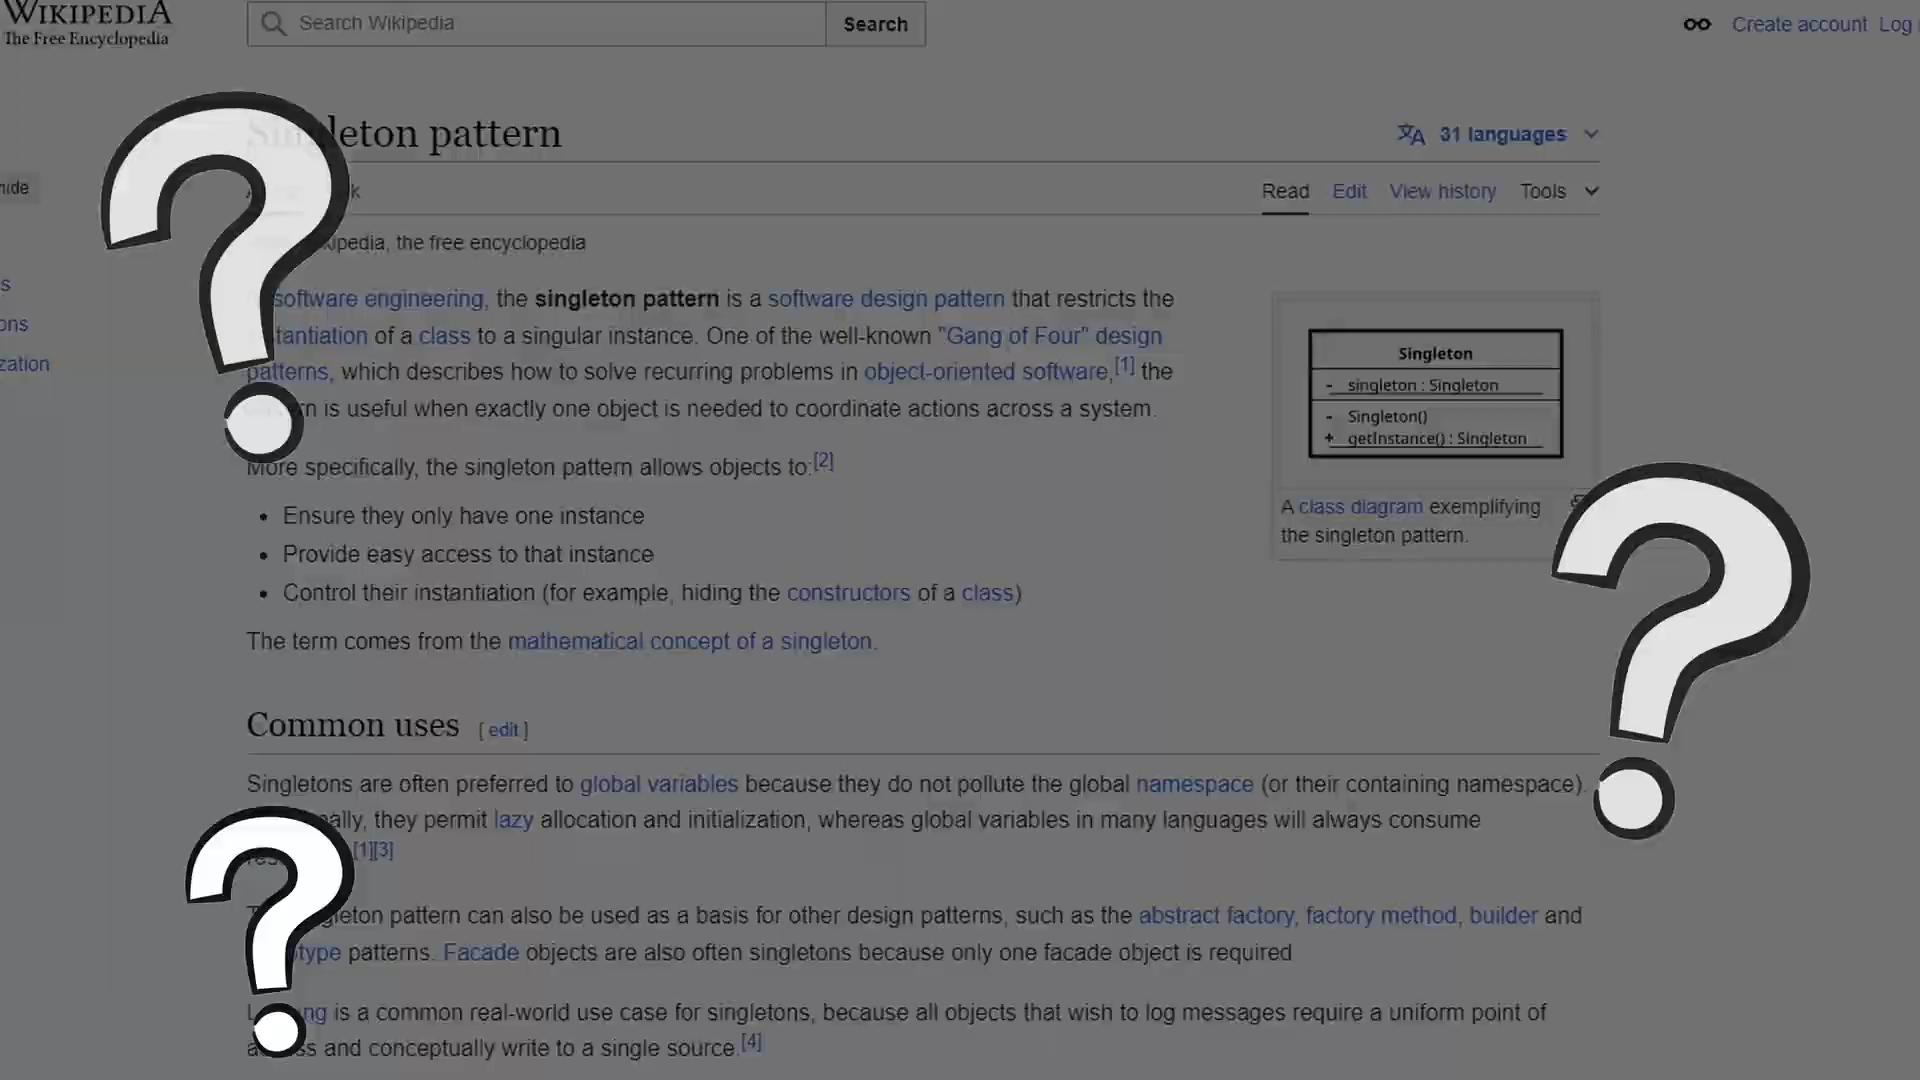 WIKIPEDIA
The Free Encyclopedia
Search Wikipedia
Search
Create account Log
Singleton pattern
31 languages
Read Edit View history Tools
Wikipedia, the free encyclopedia
software engineering, the singleton pattern is a software design pattern that restricts the
of a class to a singular instance. One of the well-known "Gang of Four" design
patterns, which describes how to solve recurring problems in object-oriented software,[1] the
is useful when exactly one object is needed to coordinate actions across a system.
More specifically, the singleton pattern allows objects to:[2]
• Ensure they only have one instance
• Provide easy access to that instance
• Control their instantiation (for example, hiding the constructors of a class)
The term comes from the mathematical concept of a singleton.
Singleton
- singleton : Singleton
- Singleton()
+ getInstance() : Singleton
A class diagram exemplifying
the singleton pattern.
Common uses [ edit ]
Singletons are often preferred to global variables because they do not pollute the global namespace (or their containing namespace).
they permit lazy allocation and initialization, whereas global variables in many languages will always consume
[1][3]
pattern can also be used as a basis for other design patterns, such as the abstract factory, factory method, builder and
patterns. Facade objects are also often singletons because only one facade object is required
is a common real-world use case for singletons, because all objects that wish to log messages require a uniform point of
and conceptually write to a single source.[4]